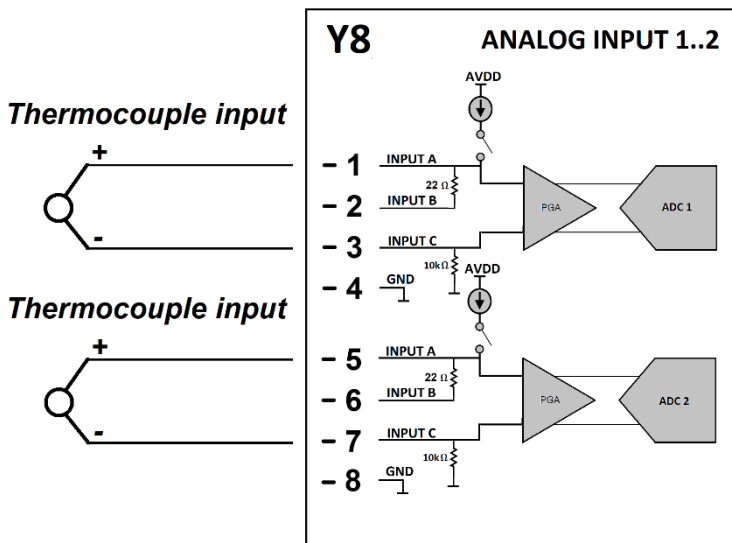 Y8
ANALOG INPUT 1..2
AVDD
Thermocouple input
+
- 1
INPUT A
22 Ω
- 2
INPUT B
PGA
ADC 1
-
- 3
INPUT C
10kΩ
- 4
GND
AVDD
Thermocouple input
+
- 5
INPUT A
22 Ω
- 6
INPUT B
PGA
ADC 2
-
- 7
INPUT C
10kΩ
- 8
GND